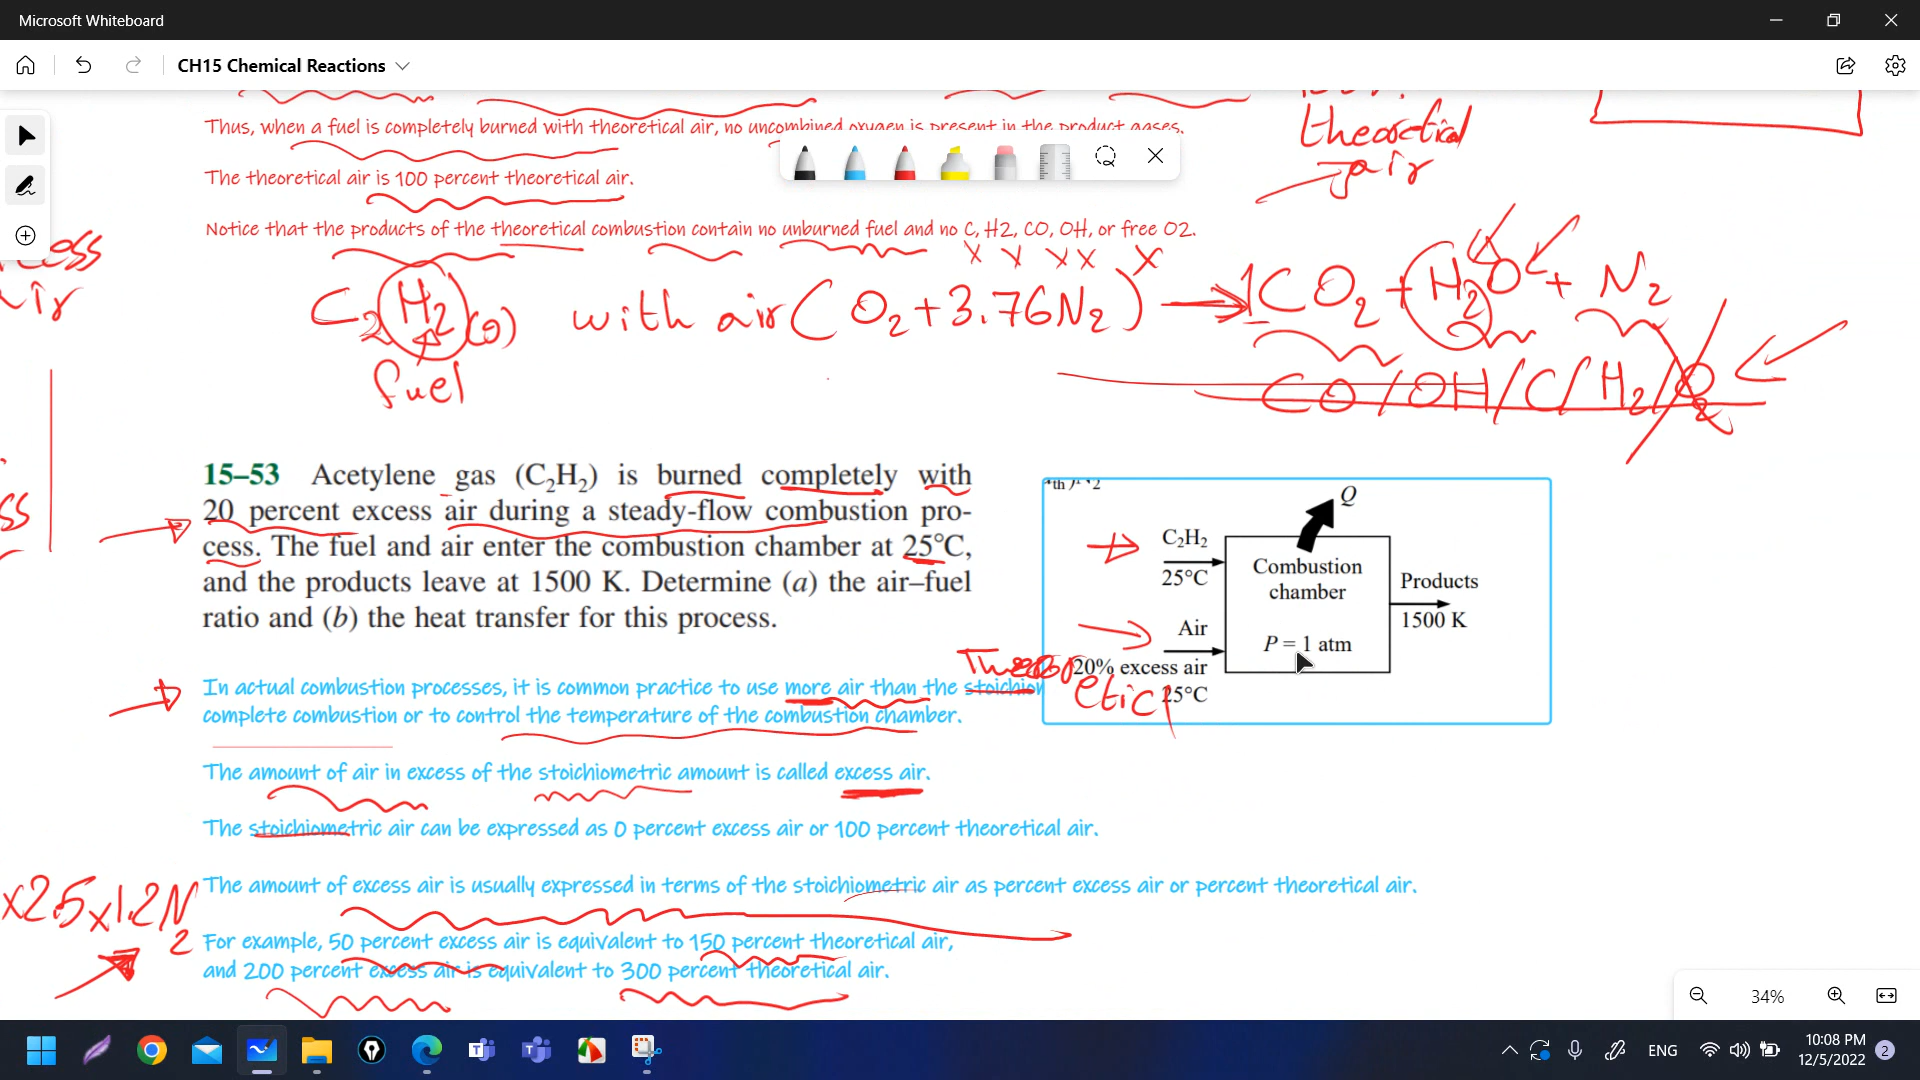 Microsoft Whiteboard
CH15 Chemical Reactions
Thus, when a fuel is completely burned with theoretical air, no uncombined oxygen is present in the product gases.
theoretical
air
The theoretical air is 100 percent theoretical air.
Notice that the products of the theoretical combustion contain no unburned fuel and no C, H2, CO, OH, or free O2.
x x x x x
C2H2(g) with air (O2+3.76N2) → 1CO2 + H2O + N2
fuel
CO/OH/C/H2/O2
15–53 Acetylene gas (C₂H₂) is burned completely with
20 percent excess air during a steady-flow combustion pro-
cess. The fuel and air enter the combustion chamber at 25°C,
and the products leave at 1500 K. Determine (a) the air–fuel
ratio and (b) the heat transfer for this process.
Q
C₂H₂
25°C
Combustion
chamber
Products
1500 K
Air
P = 1 atm
20% excess air
25°C
In actual combustion processes, it is common practice to use more air than the stoichion
complete combustion or to control the temperature of the combustion chamber.
The amount of air in excess of the stoichiometric amount is called excess air.
The stoichiometric air can be expressed as 0 percent excess air or 100 percent theoretical air.
x2.5x1.2N2
The amount of excess air is usually expressed in terms of the stoichiometric air as percent excess air or percent theoretical air.
For example, 50 percent excess air is equivalent to 150 percent theoretical air,
and 200 percent excess air is equivalent to 300 percent theoretical air.
34%
ENG
10:08 PM
12/5/2022
2